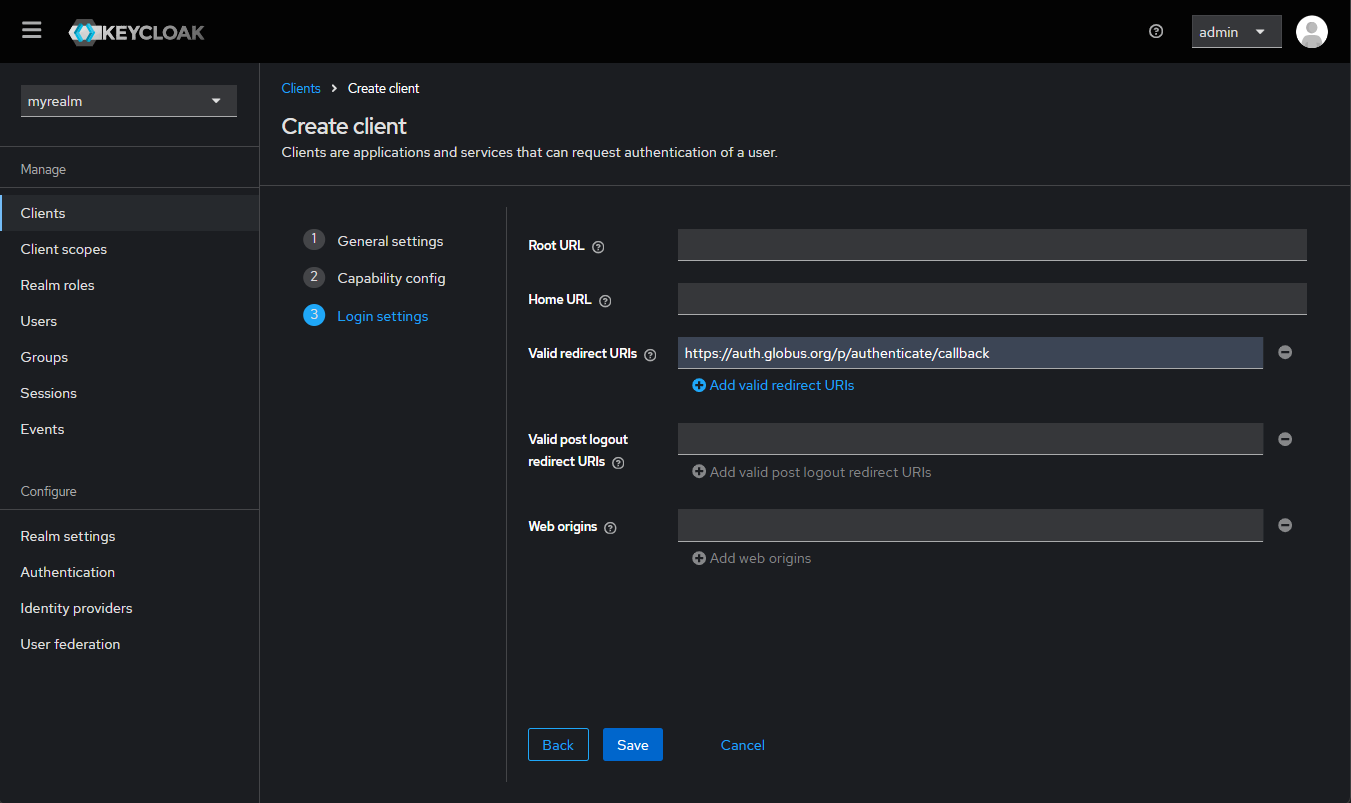 KEYCLOAK
admin
myrealm
Manage
Clients
Client scopes
Realm roles
Users
Groups
Sessions
Events
Configure
Realm settings
Authentication
Identity providers
User federation
Clients > Create client
Create client
Clients are applications and services that can request authentication of a user.
1 General settings
2 Capability config
3 Login settings
Root URL
Home URL
Valid redirect URIs
https://auth.globus.org/p/authenticate/callback
Add valid redirect URIs
Valid post logout
redirect URIs
Add valid post logout redirect URIs
Web origins
Add web origins
Back
Save
Cancel